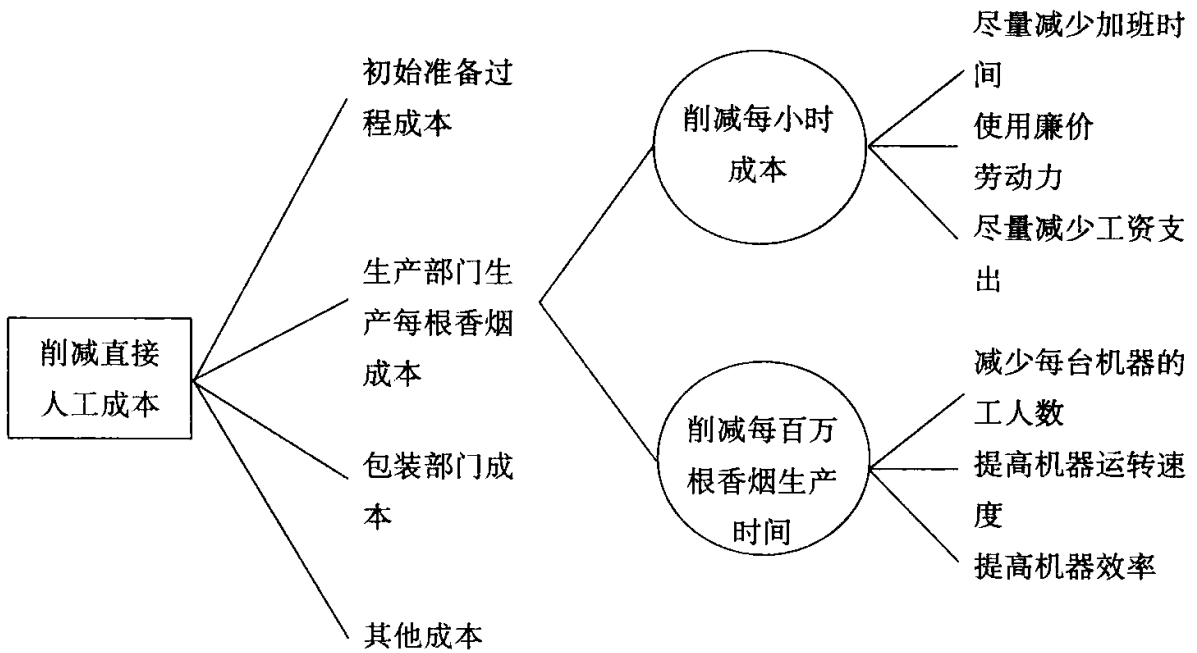 削减直接
人工成本
初始准备过
程成本
生产部门生
产每根香烟
成本
包装部门成
本
其他成本
削减每小时
成本
削减每百万
根香烟生产
时间
尽量减少加班时
间
使用廉价
劳动力
尽量减少工资支
出
减少每台机器的
工人数
提高机器运转速
度
提高机器效率